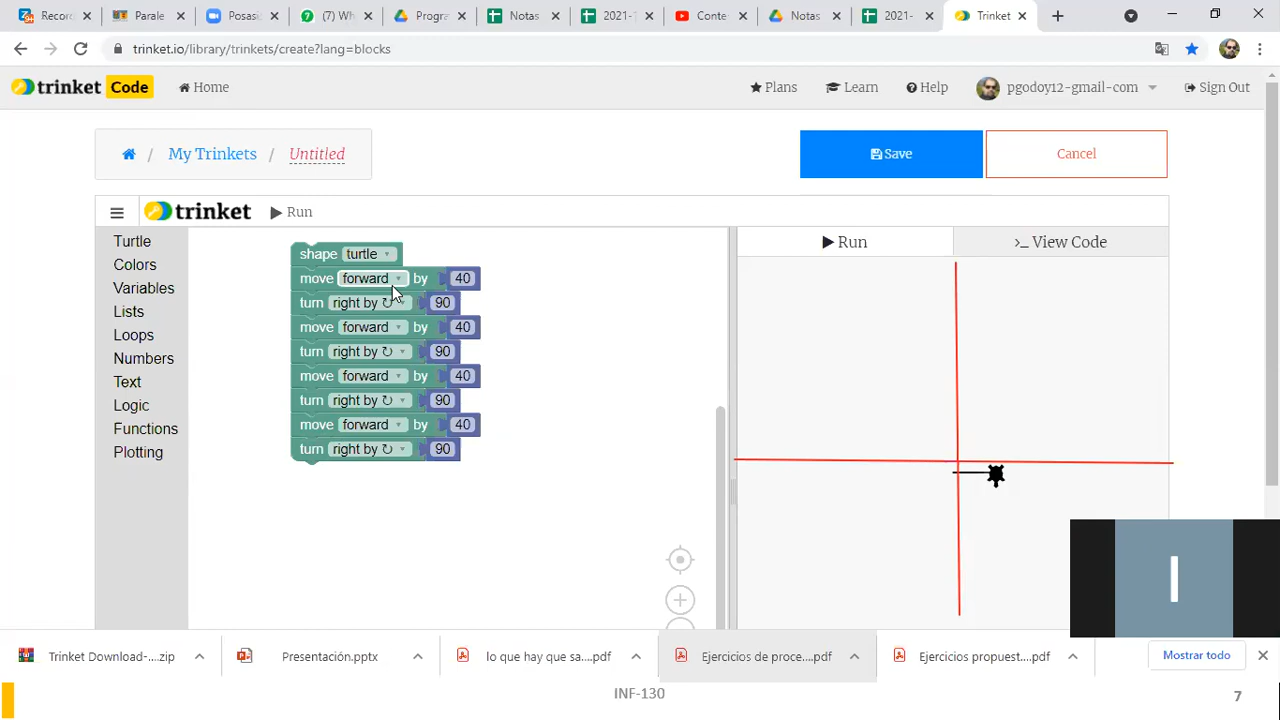 Recor
Parale
Posas
(7) Wh
Progra
Notas
2021-1
Conte
Notas
2021-
Trinket
trinket.io/library/trinkets/create?lang=blocks
trinket Code Home Plans Learn Help pgodoy12-gmail-com Sign Out
/ My Trinkets / Untitled Save Cancel
trinket Run
Turtle
Colors
Variables
Lists
Loops
Numbers
Text
Logic
Functions
Plotting
shape turtle
move forward by 40
turn right by ↻ 90
move forward by 40
turn right by ↻ 90
move forward by 40
turn right by ↻ 90
move forward by 40
turn right by ↻ 90
Run >_ View Code
I
Trinket Download-....zip
Presentación.pptx
lo que hay que sa....pdf
Ejercicios de proce....pdf
Ejercicios propuest....pdf
Mostrar todo
INF-130
7